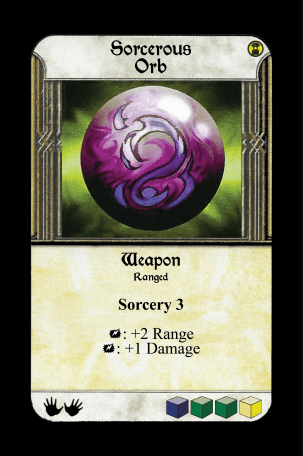 Sorcerous
Orb
Weapon
Ranged
Sorcery 3
: +2 Range
: +1 Damage